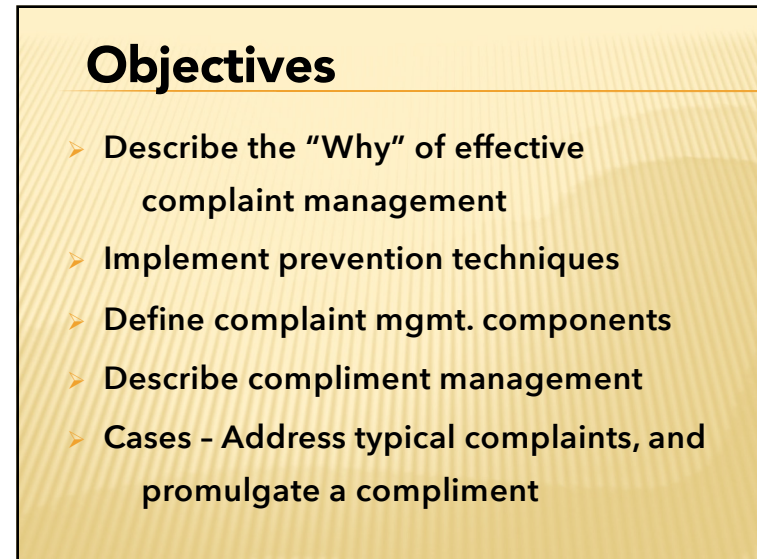 Objectives
Describe the “Why” of effective
complaint management
Implement prevention techniques
Define complaint mgmt. components
Describe compliment management
Cases – Address typical complaints, and
promulgate a compliment